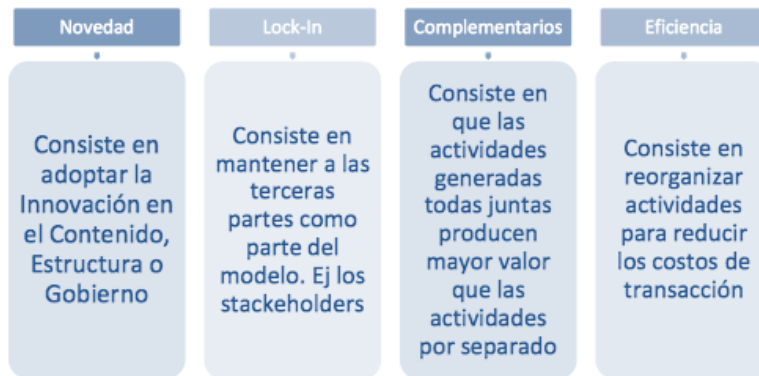 Novedad
Consiste en
adoptar la
Innovación en
el Contenido,
Estructura o
Gobierno
Lock-In
Consiste en
mantener a las
terceras
partes como
parte del
modelo. Ej los
stackeholders
Complementarios
Consiste en
que las
actividades
generadas
todas juntas
producen
mayor valor
que las
actividades
por separado
Eficiencia
Consiste en
reorganizar
actividades
para reducir
los costos de
transacción